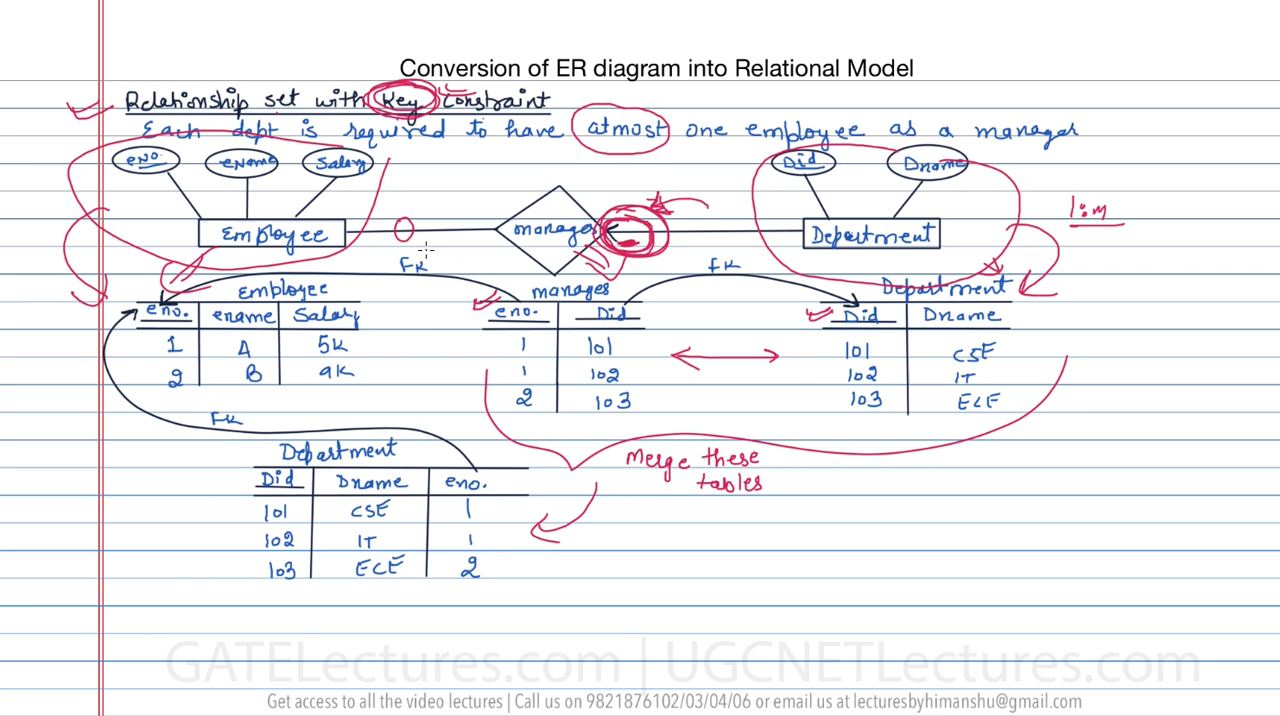 Conversion of ER diagram into Relational Model
Relationship set with Key Constraint
Each dept is required to have atmost one employee as a manager
eno. eName Salary Did Dname
1:M
Employee manages Department
FK FK
Employee manages Department
eno. ename Salary eno. Did Did Dname
1 A 5K 1 101 101 CSE
2 B 9K 1 102 102 IT
2 103 103 ECE
FK
Department Merge these
tables
Did Dname eno.
101 CSE 1
102 IT 1
103 ECE 2
GATELectures.com | UGCNETLectures.com
Get access to all the video lectures | Call us on 9821876102/03/04/06 or email us at lecturesbyhimanshu@gmail.com